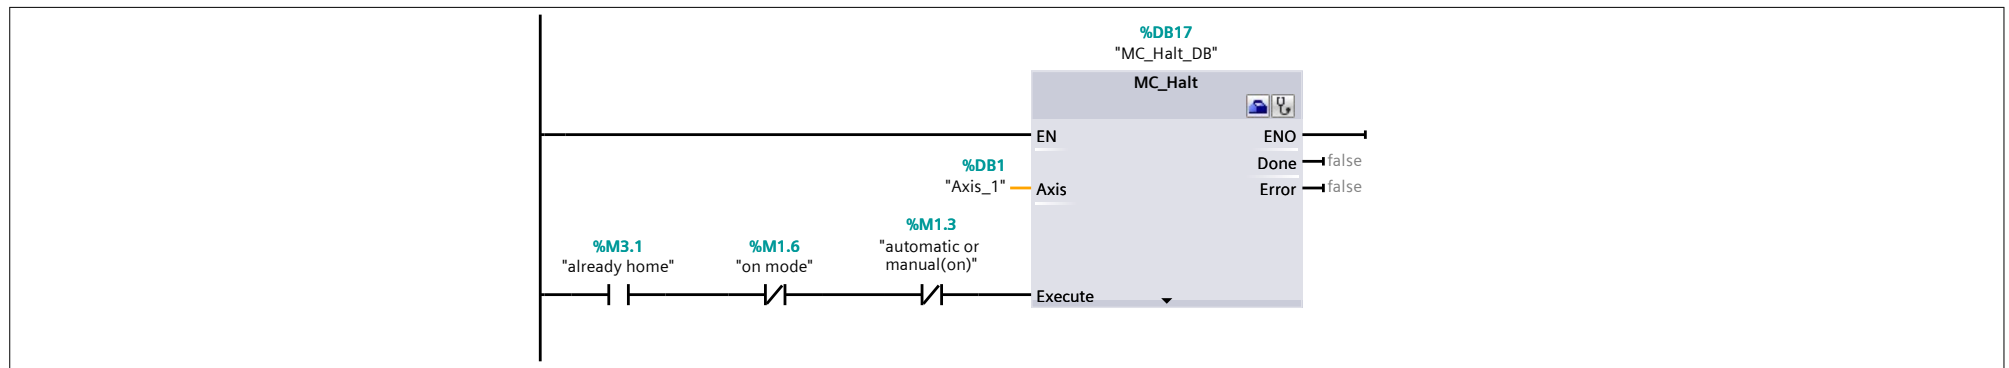 %DB17
"MC_Halt_DB"
MC_Halt
EN
ENO
%DB1
"Axis_1"
Axis
Done
false
Error
false
%M3.1
"already home"
%M1.6
"on mode"
%M1.3
"automatic or
manual(on)"
Execute